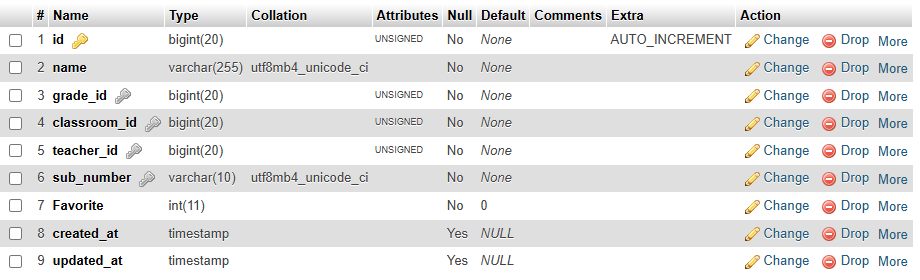 # Name Type Collation Attributes Null Default Comments Extra Action
1 id bigint(20) UNSIGNED No None AUTO_INCREMENT Change Drop More
2 name varchar(255) utf8mb4_unicode_ci No None Change Drop More
3 grade_id bigint(20) UNSIGNED No None Change Drop More
4 classroom_id bigint(20) UNSIGNED No None Change Drop More
5 teacher_id bigint(20) UNSIGNED No None Change Drop More
6 sub_number varchar(10) utf8mb4_unicode_ci No None Change Drop More
7 Favorite int(11) No 0 Change Drop More
8 created_at timestamp Yes NULL Change Drop More
9 updated_at timestamp Yes NULL Change Drop More